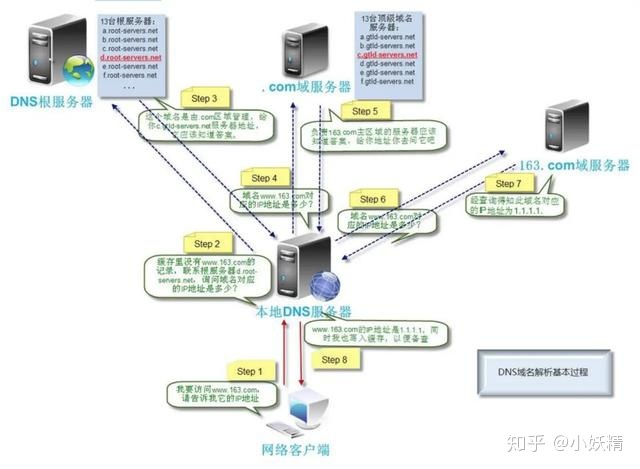 13台根服务器:
a.root-servers.net
b.root-servers.net
c.root-servers.net
d.root-servers.net
e.root-servers.net
f.root-servers.net
...
DNS根服务器
13台顶级域名
服务器:
a.gtld-servers.net
b.gtld-servers.net
c.gtld-servers.net
d.gtld-servers.net
e.gtld-servers.net
f.gtld-servers.net
...
.com域服务器
Step 3
这个域名是由.com区域管理，给
你c.gtld-servers.net服务器地址，
它应该知道答案。
Step 5
负责163.com主区域的服务器应该
知道答案，给你地址你去问它吧
.163.com域服务器
Step 4
域名www.163.com对
应的IP地址是多少?
Step 6
域名www.163.com对
应的IP地址是多少?
Step 7
经查询得知此域名对应
的IP地址为1.1.1.1.
Step 2
缓存里没有www.163.com的
记录，联系根服务器d.root-
servers.net，询问域名对应
的IP地址是多少?
本地DNS服务器
www.163.com的IP地址是1.1.1.1，同
时我也写入缓存，以便备查
Step 1
Step 8
我要访问www.163.com,
请告诉我它的IP地址
网络客户端
DNS域名解析基本过程
知乎 @小妖精